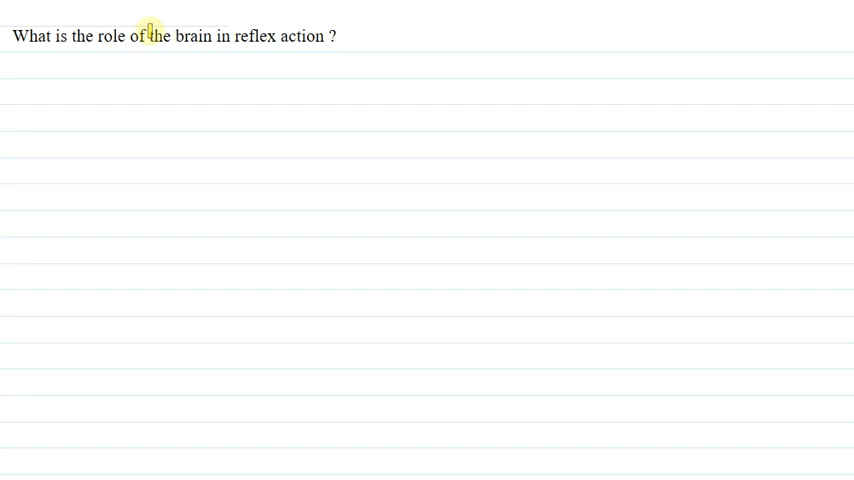 What is the role of the brain in reflex action ?